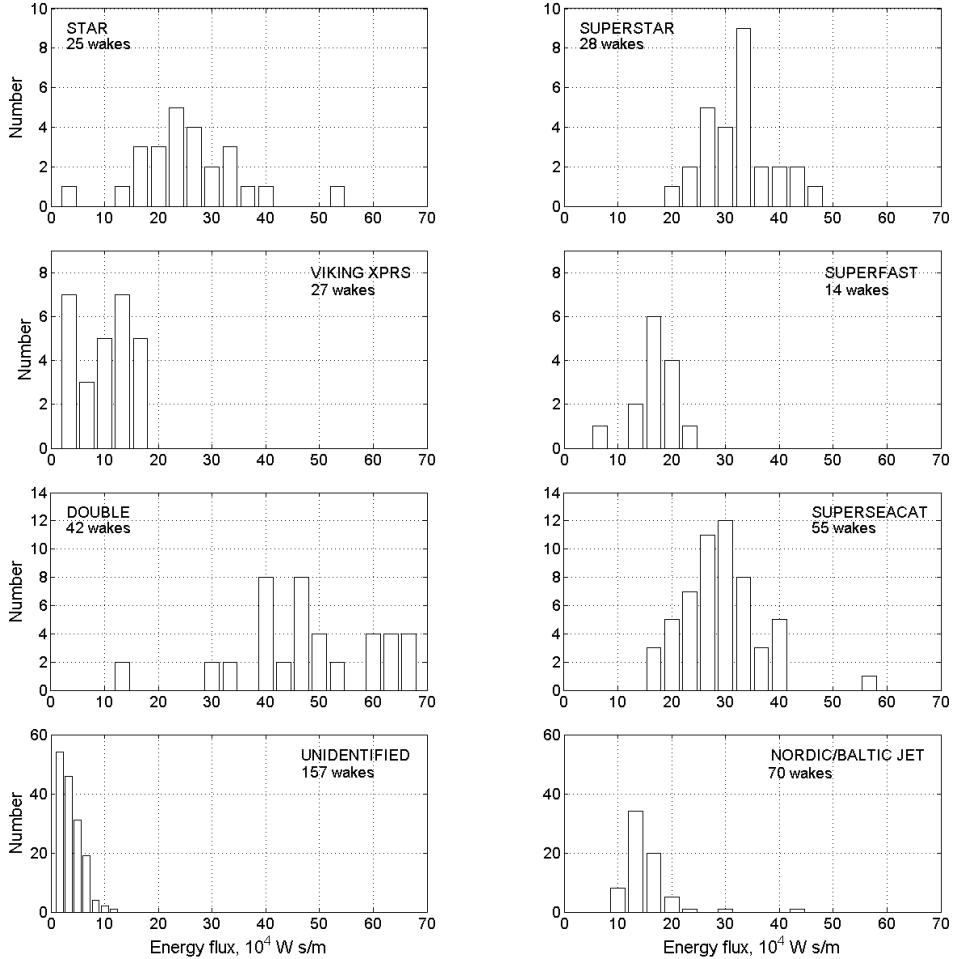 STAR
25 wakes
Number
10
8
6
4
2
0
0 10 20 30 40 50 60 70
SUPERSTAR
28 wakes
10
8
6
4
2
0
0 10 20 30 40 50 60 70
VIKING XPRS
27 wakes
Number
8
6
4
2
0
0 10 20 30 40 50 60 70
SUPERFAST
14 wakes
8
6
4
2
0
0 10 20 30 40 50 60 70
DOUBLE
42 wakes
Number
14
12
10
8
6
4
2
0
0 10 20 30 40 50 60 70
SUPERSEACAT
55 wakes
14
12
10
8
6
4
2
0
0 10 20 30 40 50 60 70
UNIDENTIFIED
157 wakes
Number
60
40
20
0
0 10 20 30 40 50 60 70
Energy flux, 10⁴ W s/m
NORDIC/BALTIC JET
70 wakes
60
40
20
0
0 10 20 30 40 50 60 70
Energy flux, 10⁴ W s/m